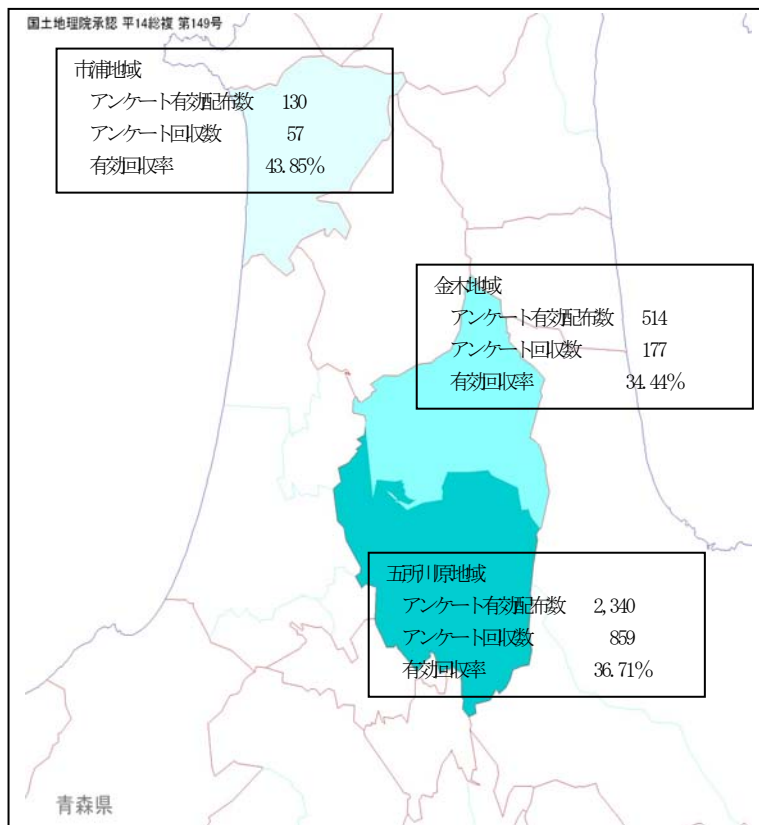 国土地理院承認 平14総複 第149号
市浦地域
アンケート有効配布数 130
アンケート回収数 57
有効回収率 43.85%
金木地域
アンケート有効配布数 514
アンケート回収数 177
有効回収率 34.44%
五所川原地域
アンケート有効配布数 2,340
アンケート回収数 859
有効回収率 36.71%
青森県